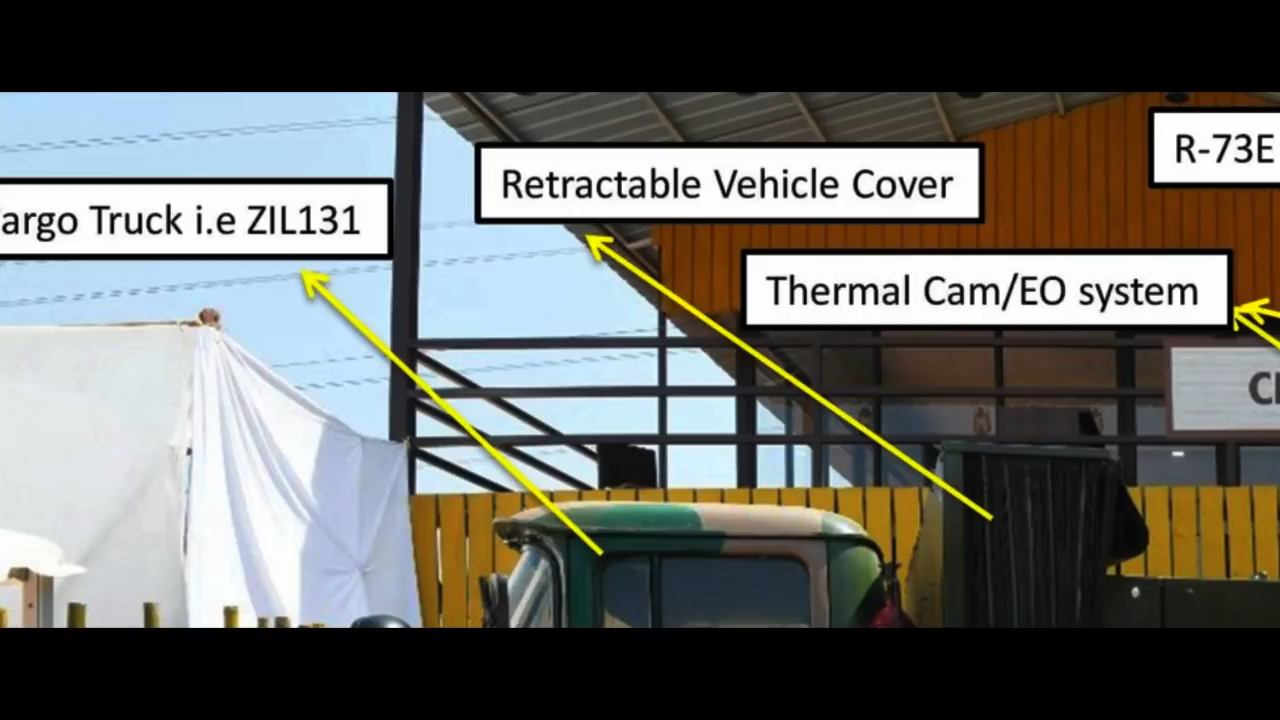 R-73E
Retractable Vehicle Cover
argo Truck i.e ZIL131
Thermal Cam/EO system